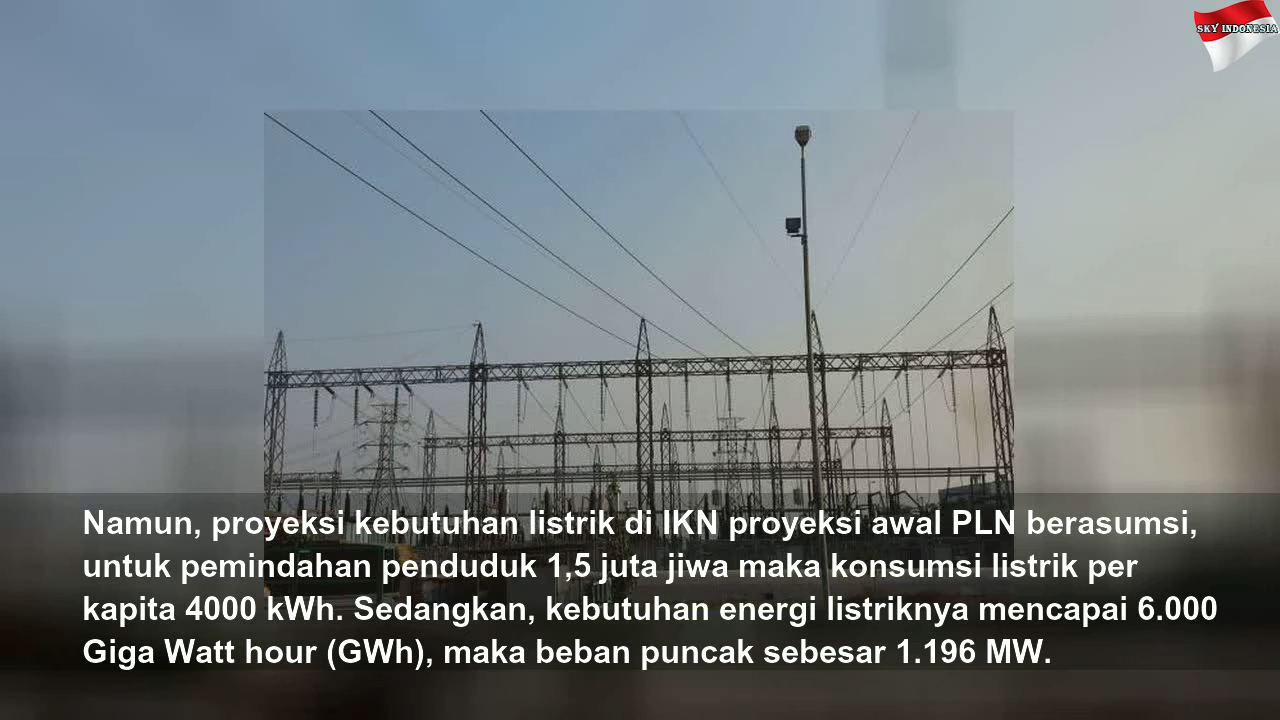 SKY INDONESIA
Namun, proyeksi kebutuhan listrik di IKN proyeksi awal PLN berasumsi,
untuk pemindahan penduduk 1,5 juta jiwa maka konsumsi listrik per
kapita 4000 kWh. Sedangkan, kebutuhan energi listriknya mencapai 6.000
Giga Watt hour (GWh), maka beban puncak sebesar 1.196 MW.